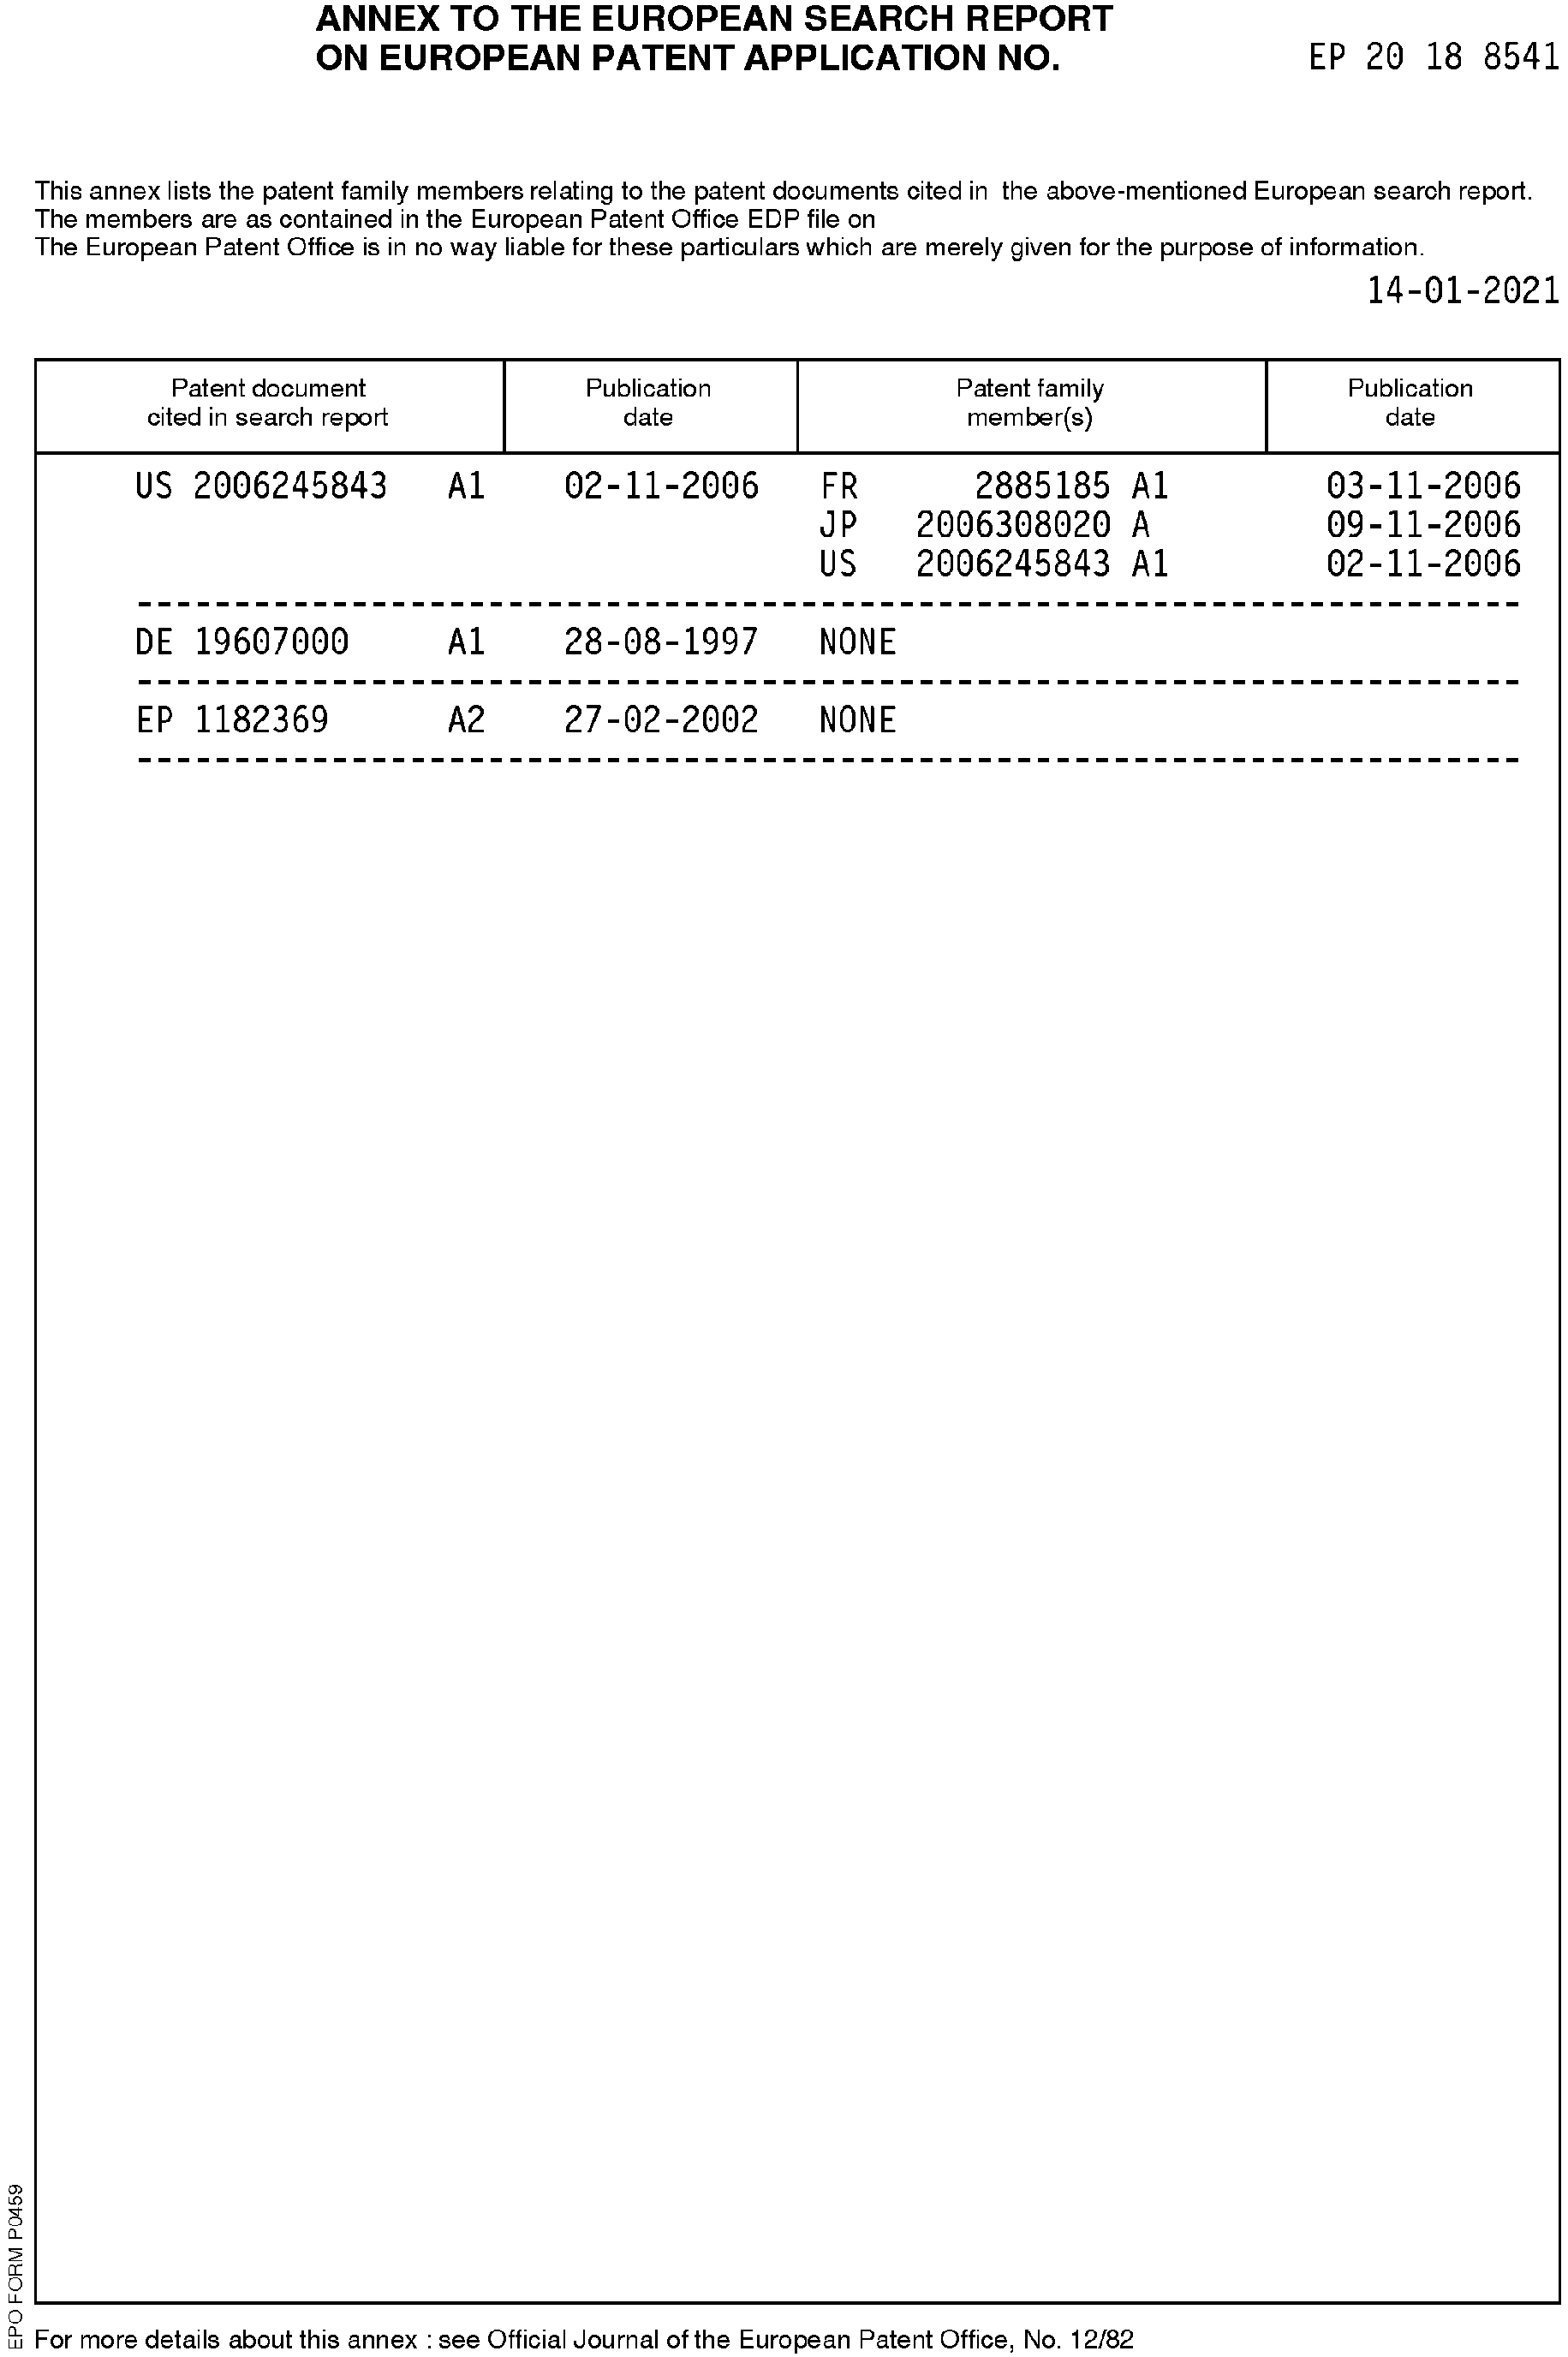 ANNEX TO THE EUROPEAN SEARCH REPORT
ON EUROPEAN PATENT APPLICATION NO. EP 20 18 8541
This annex lists the patent family members relating to the patent documents cited in the above-mentioned European search report.
The members are as contained in the European Patent Office EDP file on
The European Patent Office is in no way liable for these particulars which are merely given for the purpose of information.
14-01-2021
Patent document Publication Patent family Publication
cited in search report date member(s) date
US 2006245843 A1 02-11-2006 FR 2885185 A1 03-11-2006
JP 2006308020 A 09-11-2006
US 2006245843 A1 02-11-2006
DE 19607000 A1 28-08-1997 NONE
EP 1182369 A2 27-02-2002 NONE
EPO FORM P0459
For more details about this annex : see Official Journal of the European Patent Office, No. 12/82